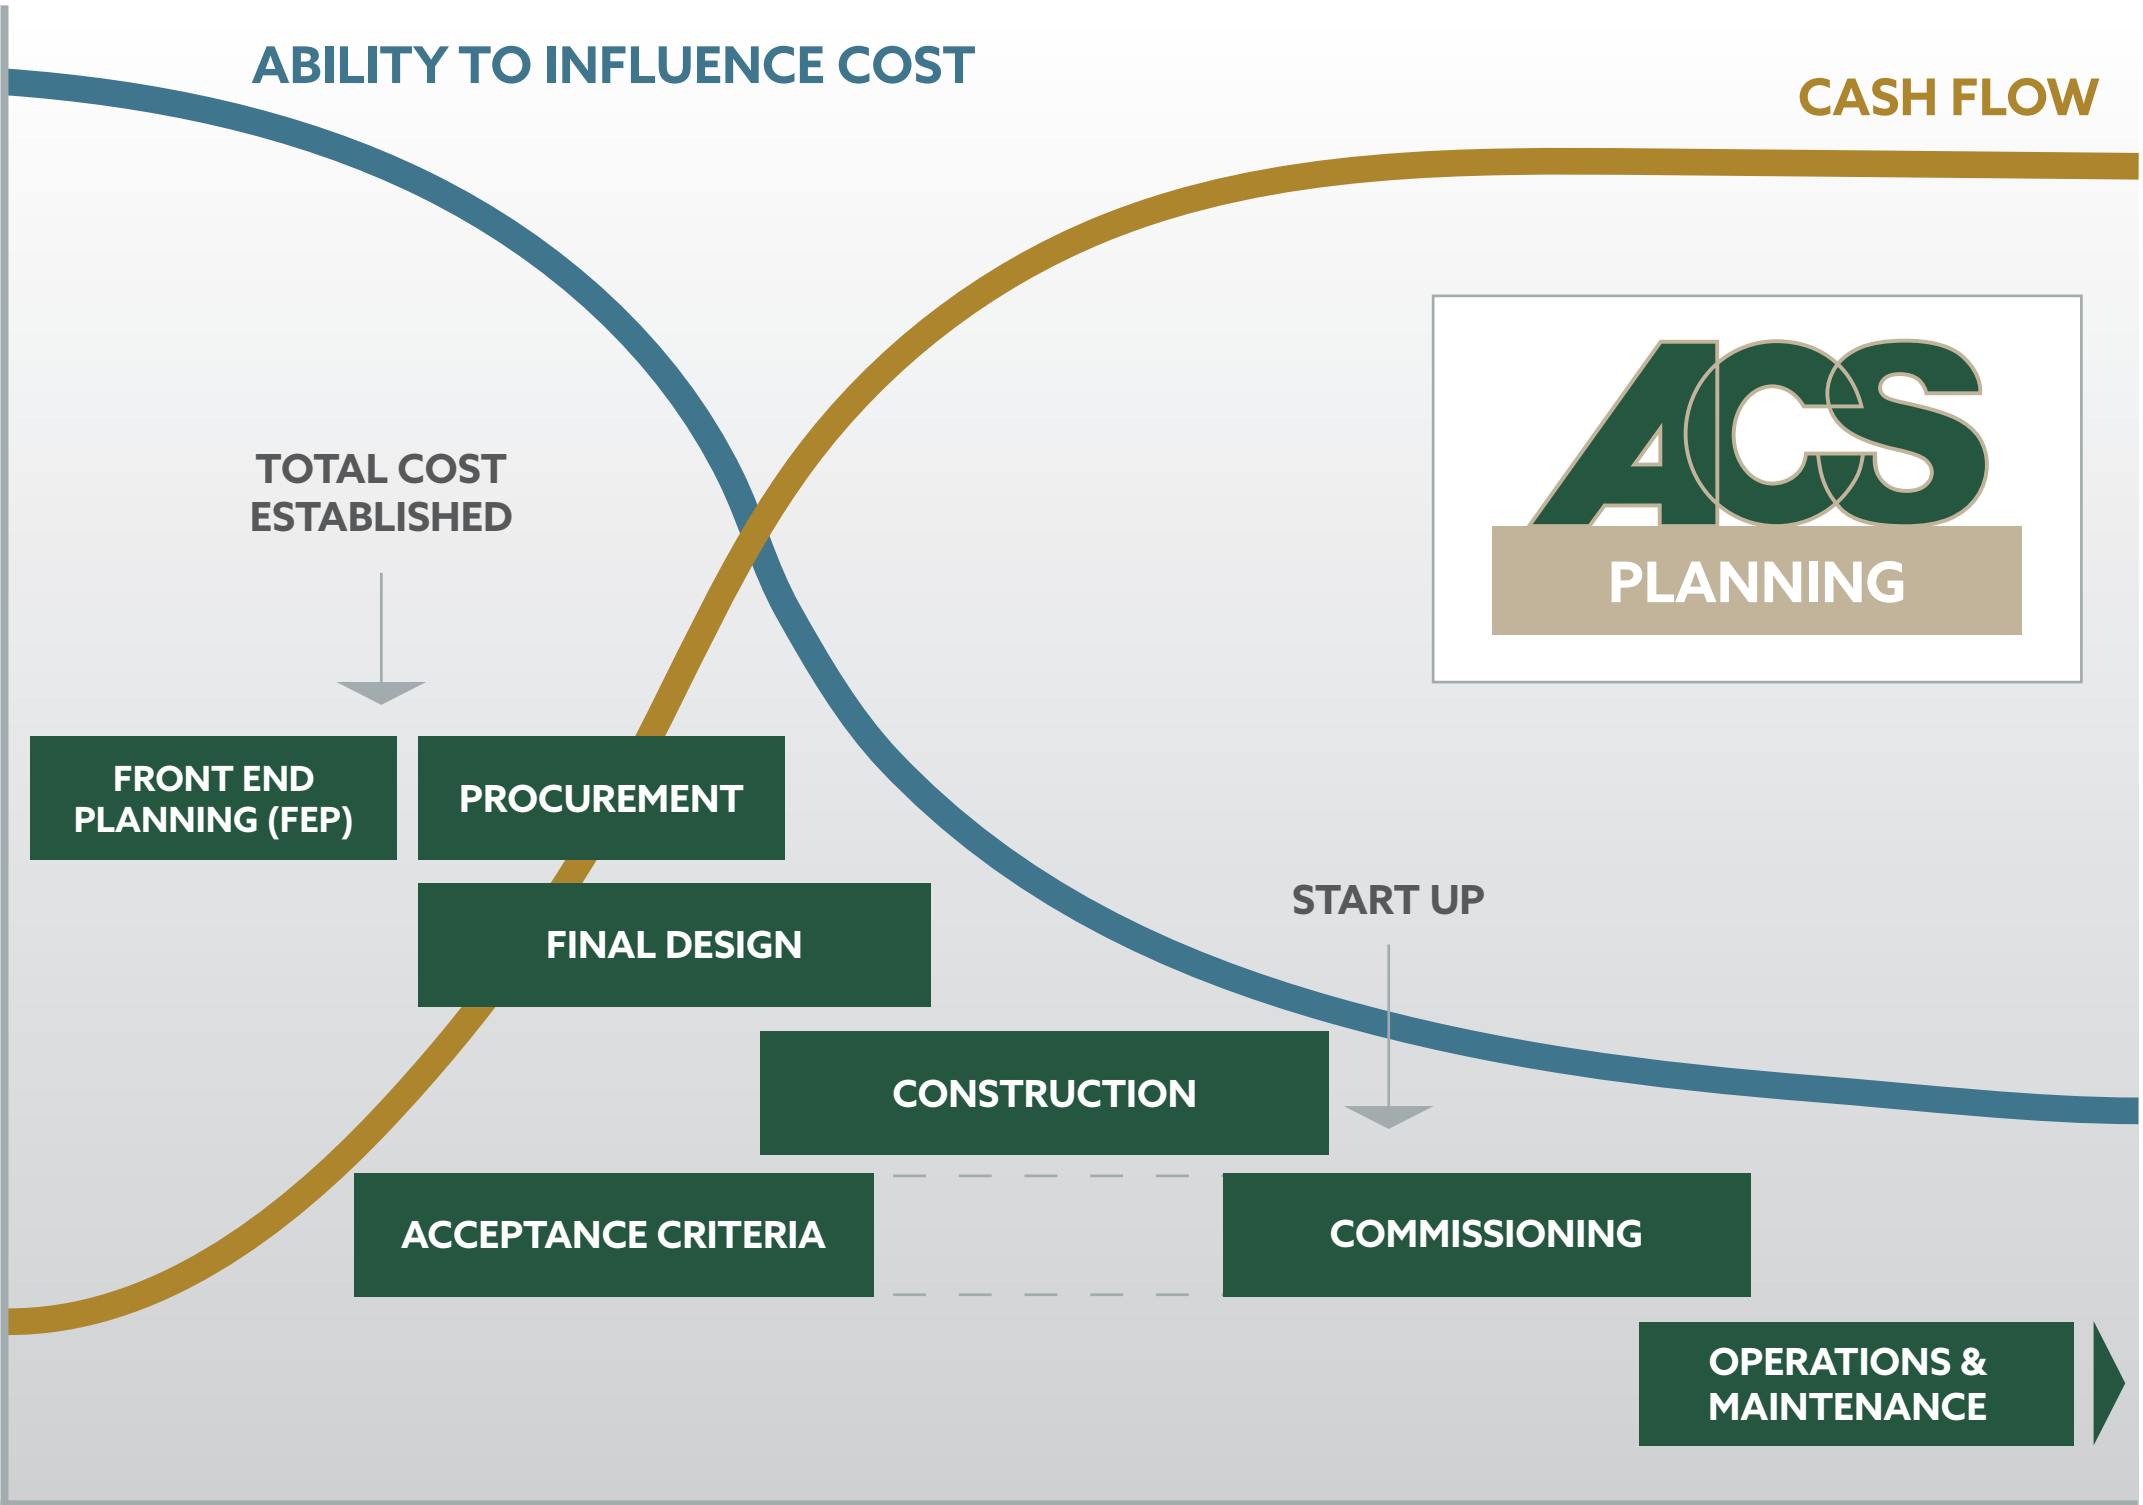 ABILITY TO INFLUENCE COST
CASH FLOW
ACS
PLANNING
TOTAL COST
ESTABLISHED
FRONT END
PLANNING (FEP)
PROCUREMENT
FINAL DESIGN
START UP
CONSTRUCTION
ACCEPTANCE CRITERIA
COMMISSIONING
OPERATIONS &
MAINTENANCE